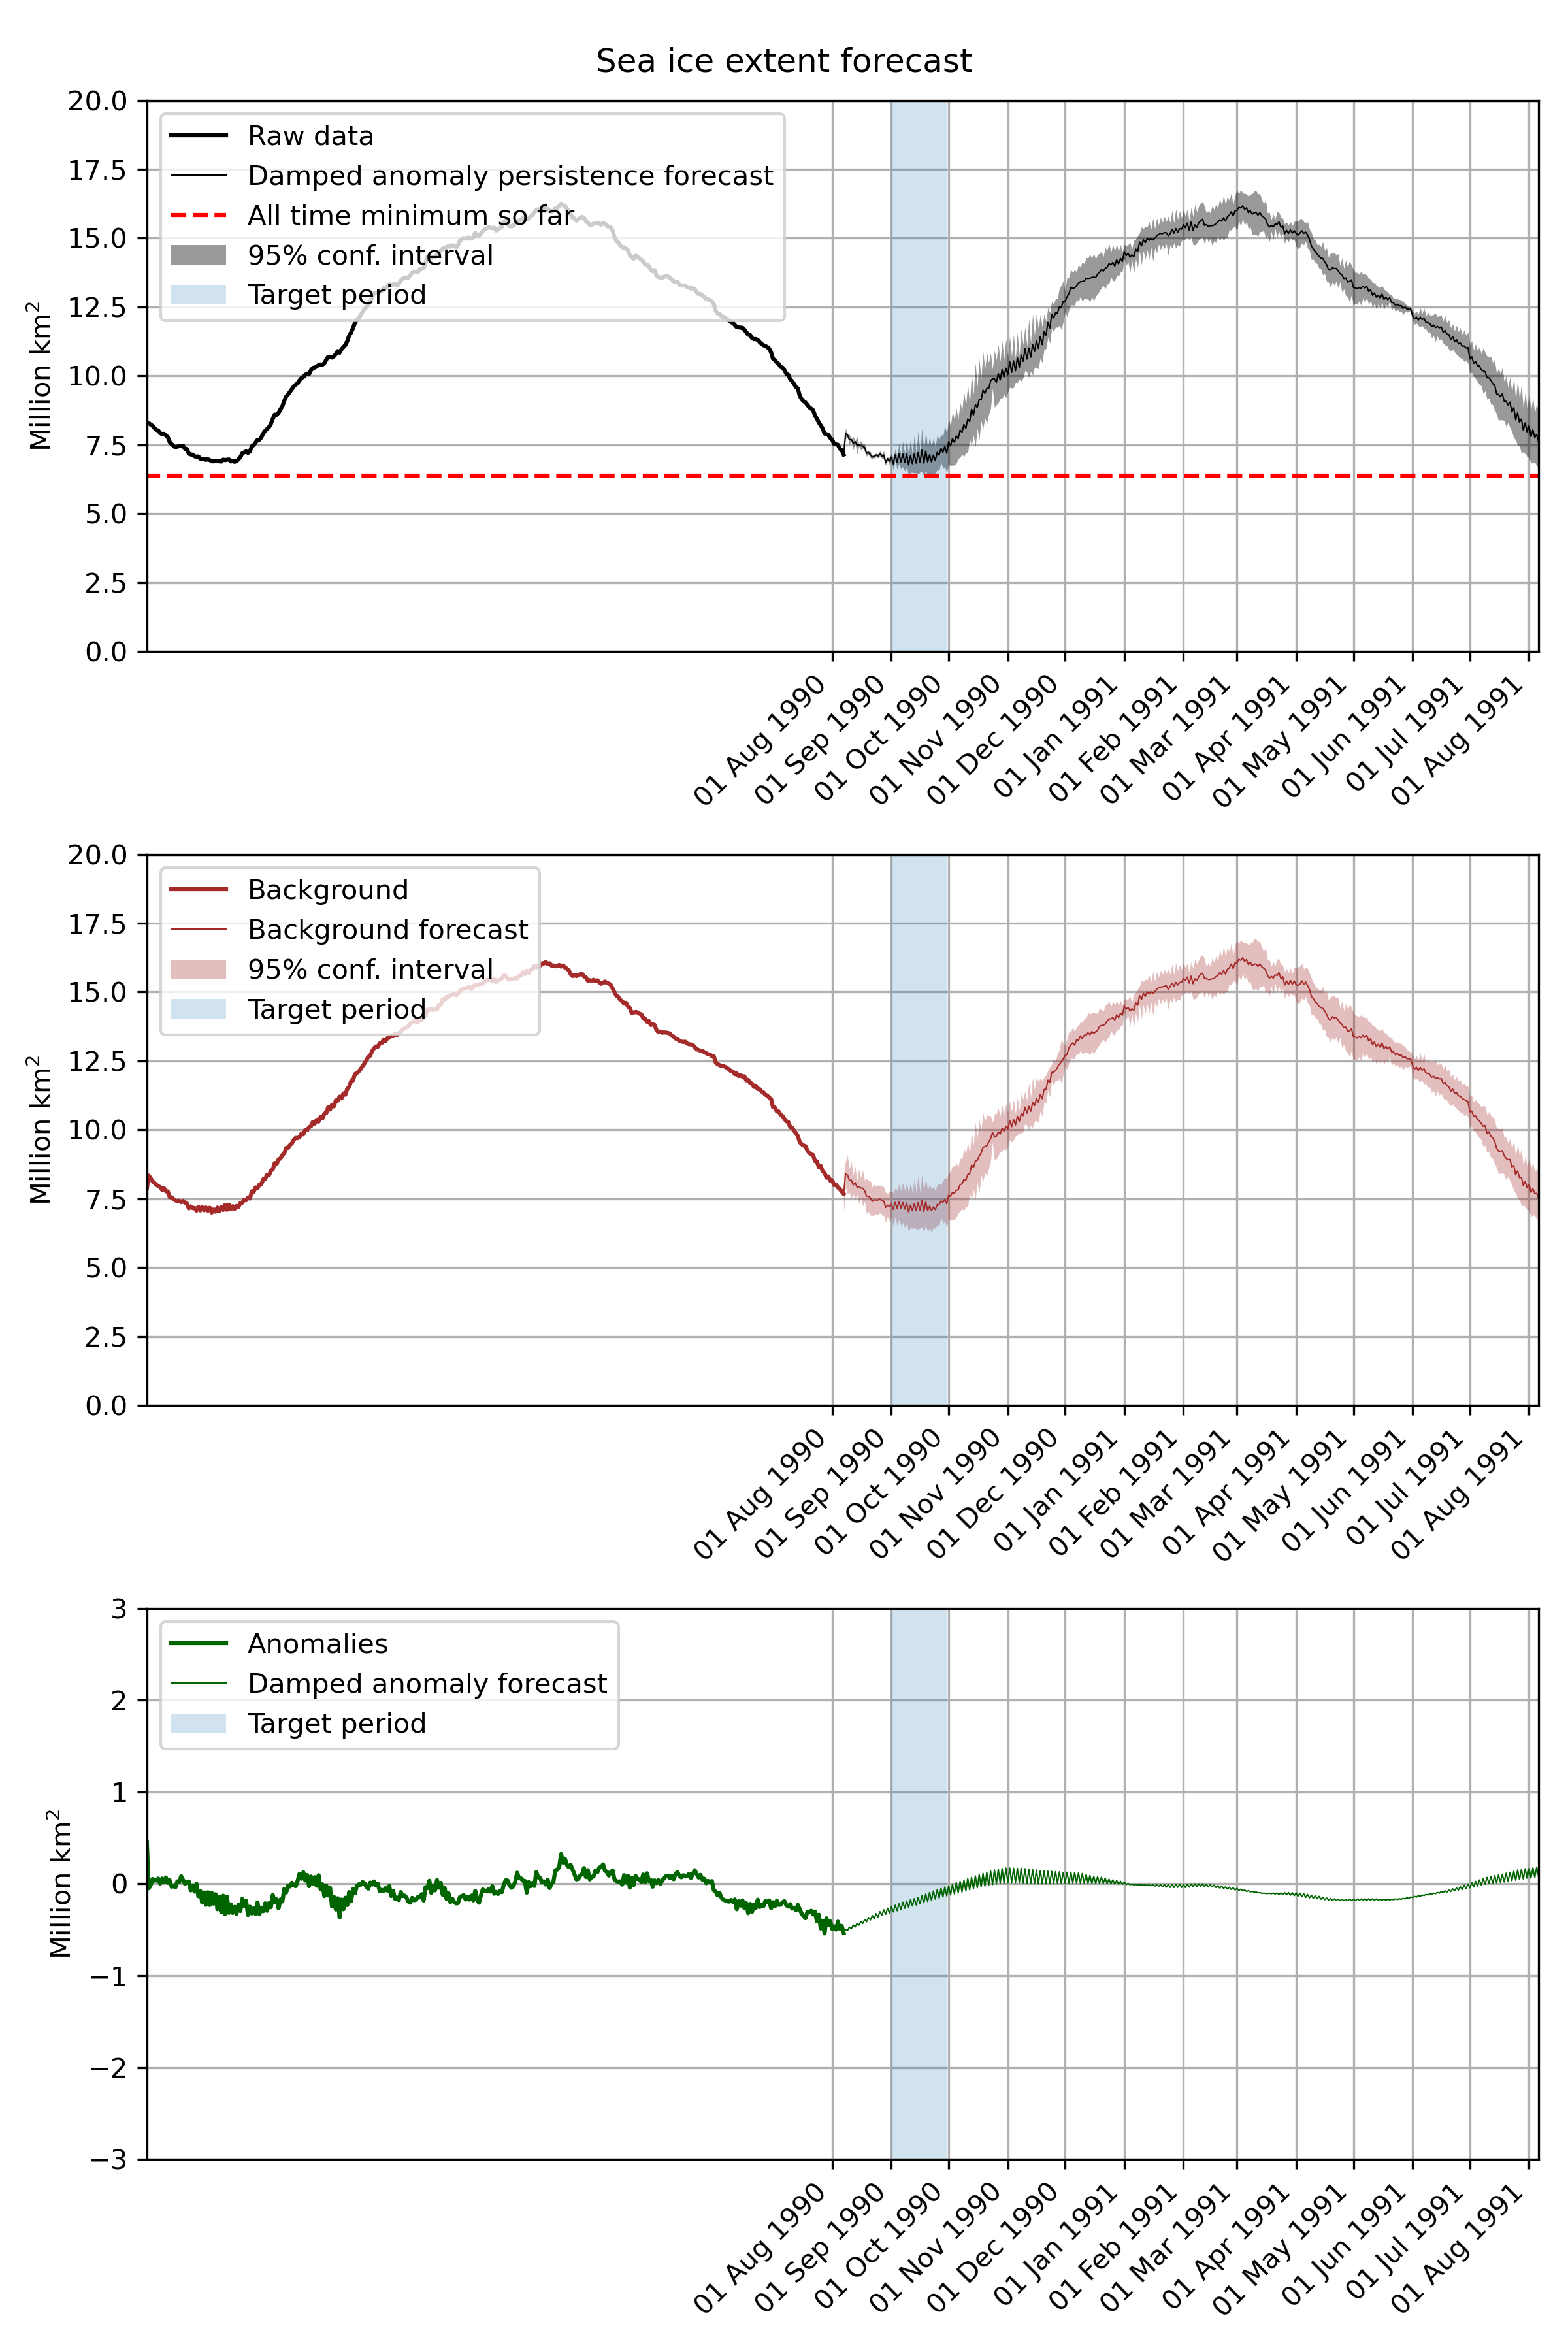 Sea ice extent forecast
20.0
17.5
15.0
12.5
10.0
7.5
5.0
2.5
0.0
Million km²
Raw data
Damped anomaly persistence forecast
All time minimum so far
95% conf. interval
Target period
01 Aug 1990
01 Sep 1990
01 Oct 1990
01 Nov 1990
01 Dec 1990
01 Jan 1991
01 Feb 1991
01 Mar 1991
01 Apr 1991
01 May 1991
01 Jun 1991
01 Jul 1991
01 Aug 1991
20.0
17.5
15.0
12.5
10.0
7.5
5.0
2.5
0.0
Million km²
Background
Background forecast
95% conf. interval
Target period
01 Aug 1990
01 Sep 1990
01 Oct 1990
01 Nov 1990
01 Dec 1990
01 Jan 1991
01 Feb 1991
01 Mar 1991
01 Apr 1991
01 May 1991
01 Jun 1991
01 Jul 1991
01 Aug 1991
3
2
1
0
−1
−2
−3
Million km²
Anomalies
Damped anomaly forecast
Target period
01 Aug 1990
01 Sep 1990
01 Oct 1990
01 Nov 1990
01 Dec 1990
01 Jan 1991
01 Feb 1991
01 Mar 1991
01 Apr 1991
01 May 1991
01 Jun 1991
01 Jul 1991
01 Aug 1991